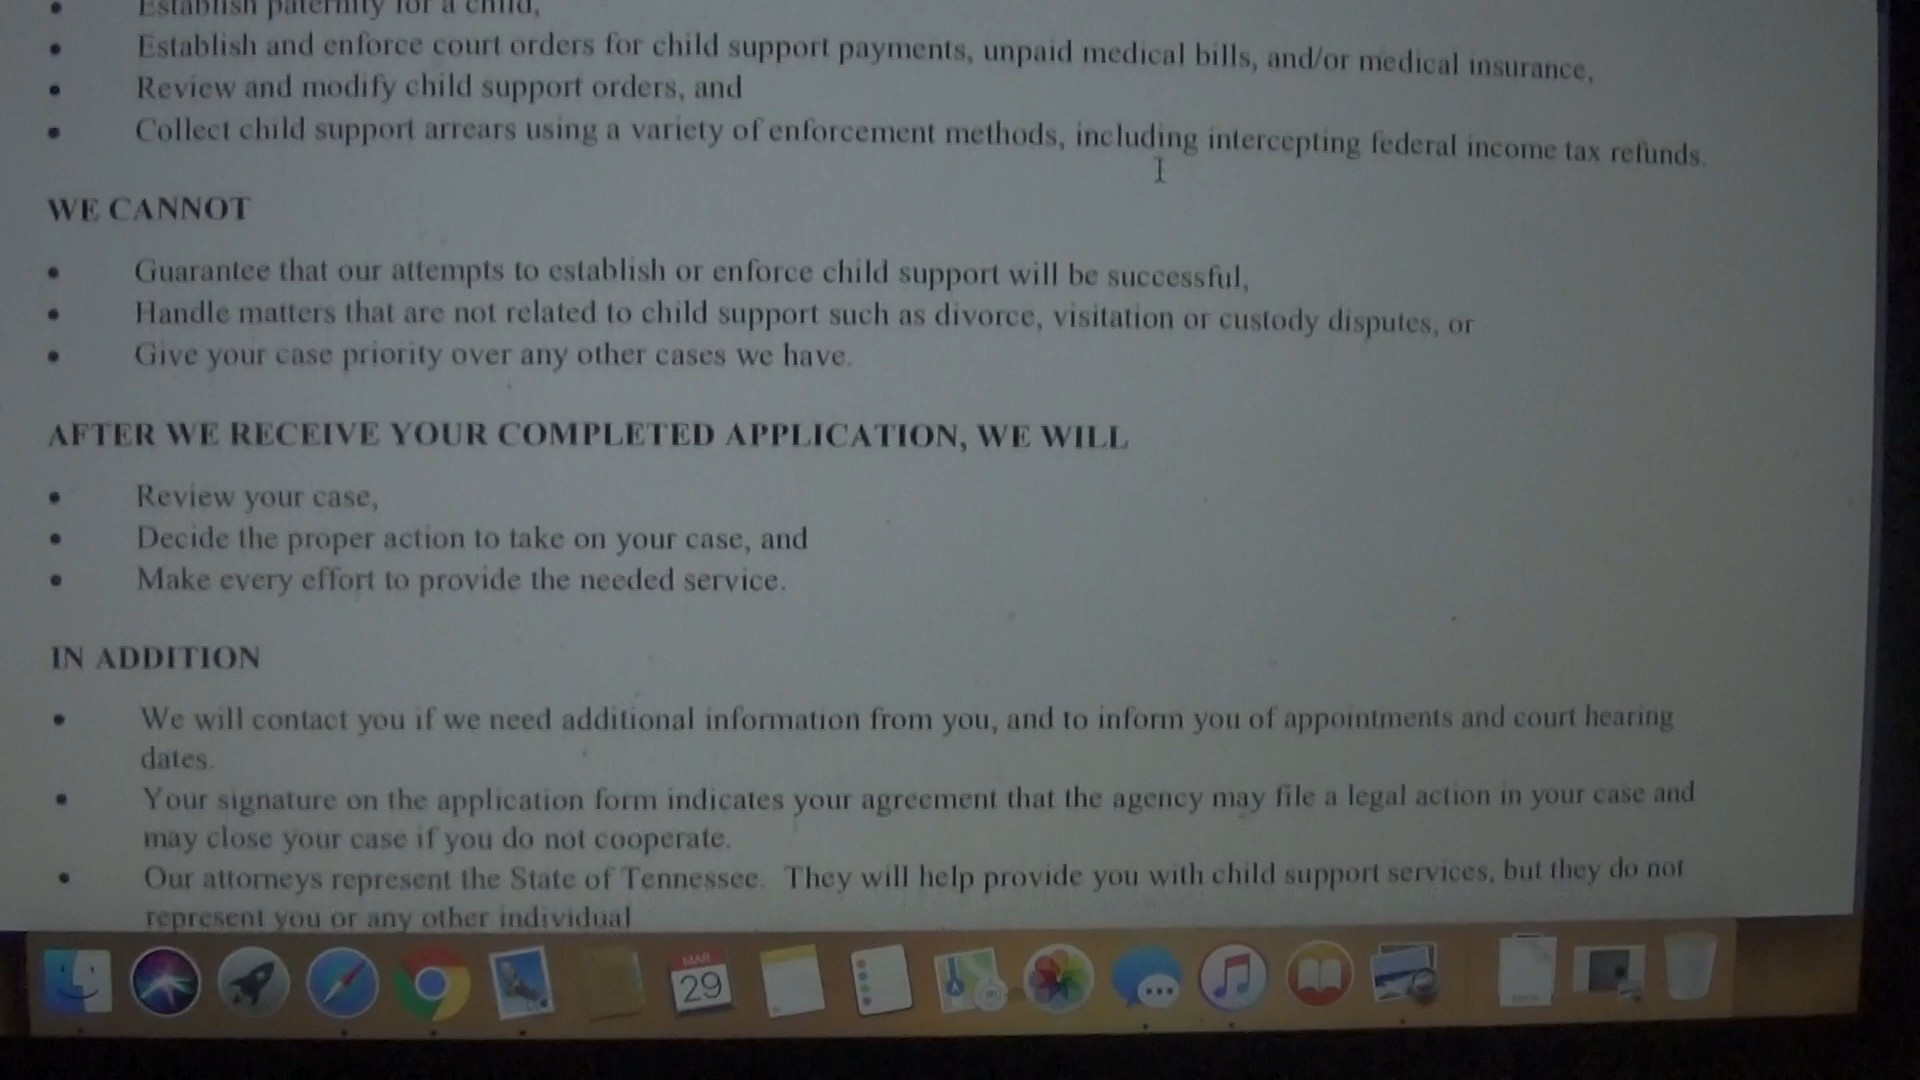 Establish paternity for a child,
• Establish and enforce court orders for child support payments, unpaid medical bills, and/or medical insurance,
• Review and modify child support orders, and
• Collect child support arrears using a variety of enforcement methods, including intercepting federal income tax refunds.
WE CANNOT
• Guarantee that our attempts to establish or enforce child support will be successful,
• Handle matters that are not related to child support such as divorce, visitation or custody disputes, or
• Give your case priority over any other cases we have.
AFTER WE RECEIVE YOUR COMPLETED APPLICATION, WE WILL
• Review your case,
• Decide the proper action to take on your case, and
• Make every effort to provide the needed service.
IN ADDITION
• We will contact you if we need additional information from you, and to inform you of appointments and court hearing
dates.
• Your signature on the application form indicates your agreement that the agency may file a legal action in your case and
may close your case if you do not cooperate.
• Our attorneys represent the State of Tennessee. They will help provide you with child support services, but they do not
represent you or any other individual
MAR
29